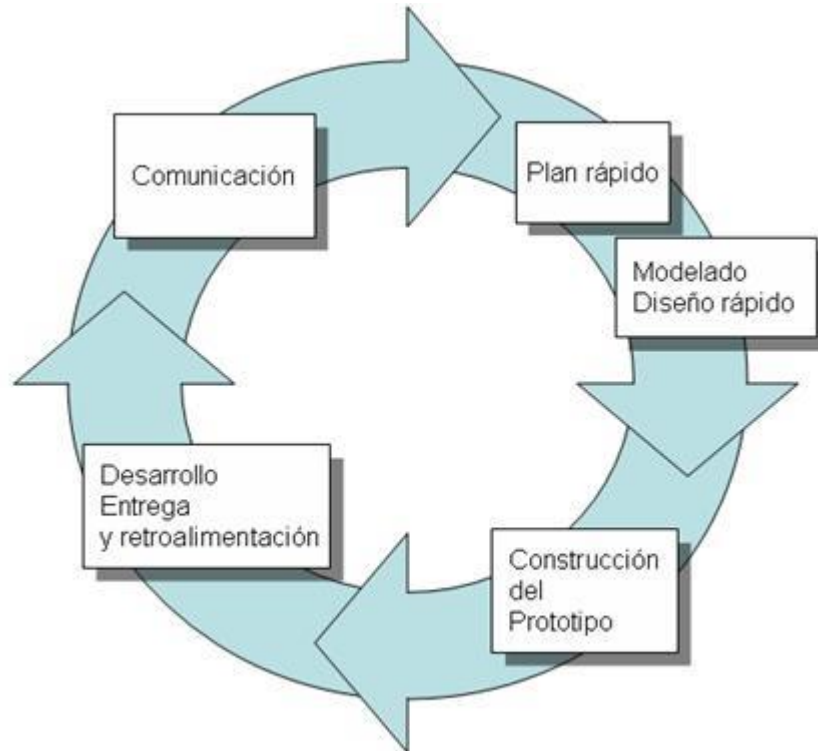 Comunicación
Plan rápido
Modelado
Diseño rápido
Construcción
del
Prototipo
Desarrollo
Entrega
y retroalimentación